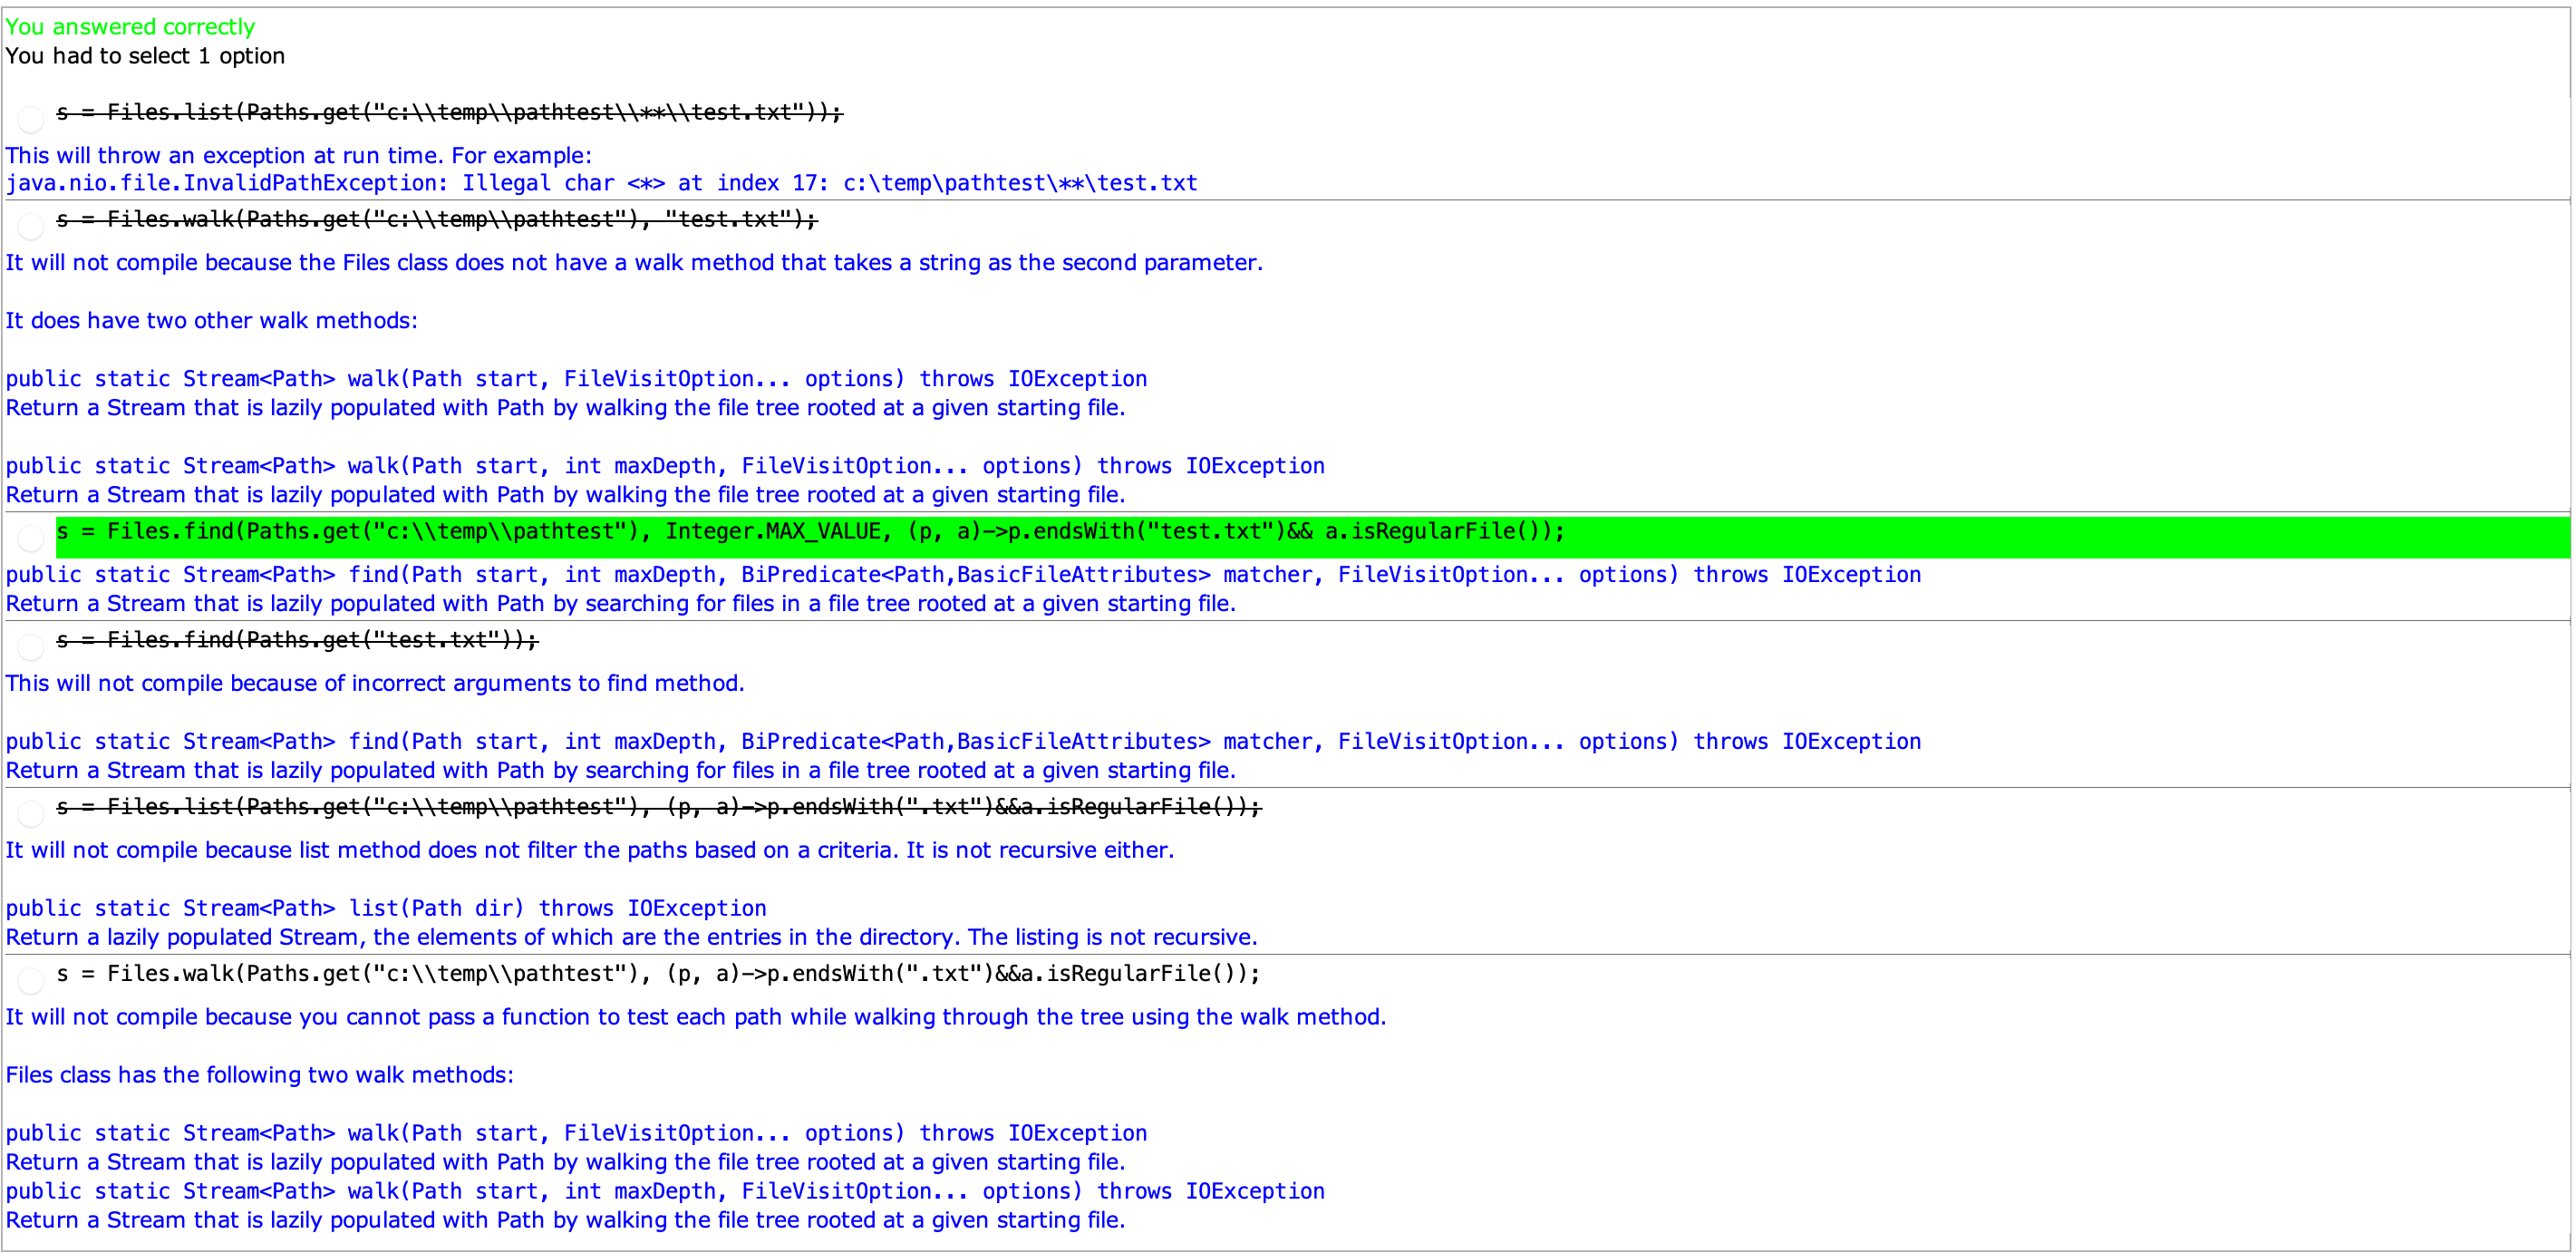 You answered correctly
You had to select 1 option
s = Files.list(Paths.get("c:\\temp\\pathtest\\**\\test.txt"));
This will throw an exception at run time. For example:
java.nio.file.InvalidPathException: Illegal char <*> at index 17: c:\temp\pathtest\**\test.txt
s = Files.walk(Paths.get("c:\\temp\\pathtest"), "test.txt");
It will not compile because the Files class does not have a walk method that takes a string as the second parameter.
It does have two other walk methods:
public static Stream<Path> walk(Path start, FileVisitOption... options) throws IOException
Return a Stream that is lazily populated with Path by walking the file tree rooted at a given starting file.
public static Stream<Path> walk(Path start, int maxDepth, FileVisitOption... options) throws IOException
Return a Stream that is lazily populated with Path by walking the file tree rooted at a given starting file.
s = Files.find(Paths.get("c:\\temp\\pathtest"), Integer.MAX_VALUE, (p, a)->p.endsWith("test.txt")&& a.isRegularFile());
public static Stream<Path> find(Path start, int maxDepth, BiPredicate<Path,BasicFileAttributes> matcher, FileVisitOption... options) throws IOException
Return a Stream that is lazily populated with Path by searching for files in a file tree rooted at a given starting file.
s = Files.find(Paths.get("test.txt"));
This will not compile because of incorrect arguments to find method.
public static Stream<Path> find(Path start, int maxDepth, BiPredicate<Path,BasicFileAttributes> matcher, FileVisitOption... options) throws IOException
Return a Stream that is lazily populated with Path by searching for files in a file tree rooted at a given starting file.
s = Files.list(Paths.get("c:\\temp\\pathtest"), (p, a)->p.endsWith(".txt")&&a.isRegularFile());
It will not compile because list method does not filter the paths based on a criteria. It is not recursive either.
public static Stream<Path> list(Path dir) throws IOException
Return a lazily populated Stream, the elements of which are the entries in the directory. The listing is not recursive.
s = Files.walk(Paths.get("c:\\temp\\pathtest"), (p, a)->p.endsWith(".txt")&&a.isRegularFile());
It will not compile because you cannot pass a function to test each path while walking through the tree using the walk method.
Files class has the following two walk methods:
public static Stream<Path> walk(Path start, FileVisitOption... options) throws IOException
Return a Stream that is lazily populated with Path by walking the file tree rooted at a given starting file.
public static Stream<Path> walk(Path start, int maxDepth, FileVisitOption... options) throws IOException
Return a Stream that is lazily populated with Path by walking the file tree rooted at a given starting file.